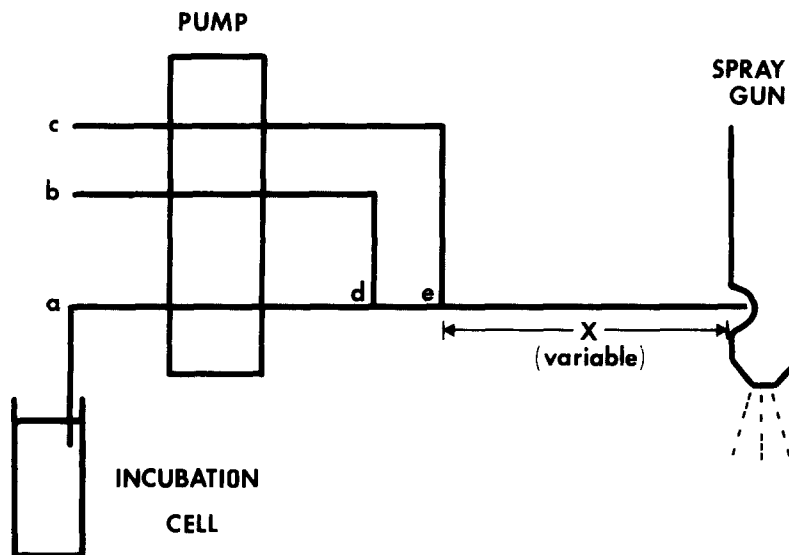 PUMP
SPRAY
GUN
c
b
a
d
e
X
(variable)
INCUBATION
CELL